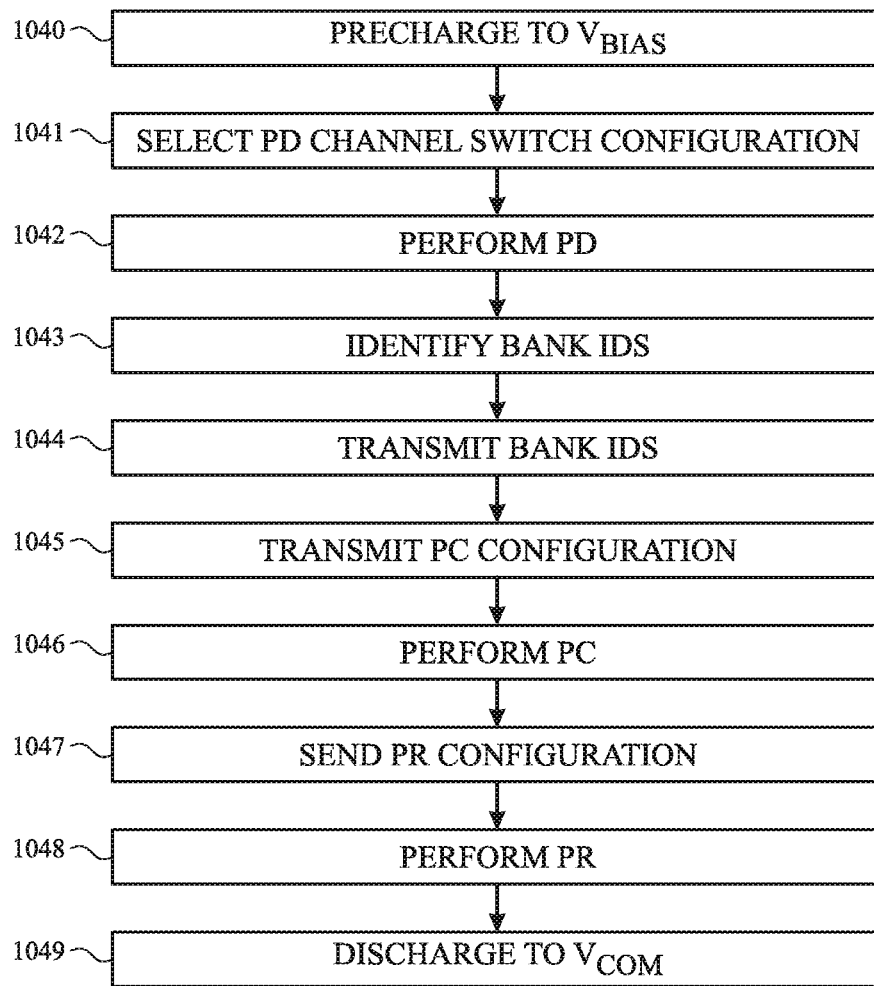 1040 PRECHARGE TO VBIAS
1041 SELECT PD CHANNEL SWITCH CONFIGURATION
1042 PERFORM PD
1043 IDENTIFY BANK IDS
1044 TRANSMIT BANK IDS
1045 TRANSMIT PC CONFIGURATION
1046 PERFORM PC
1047 SEND PR CONFIGURATION
1048 PERFORM PR
1049 DISCHARGE TO VCOM